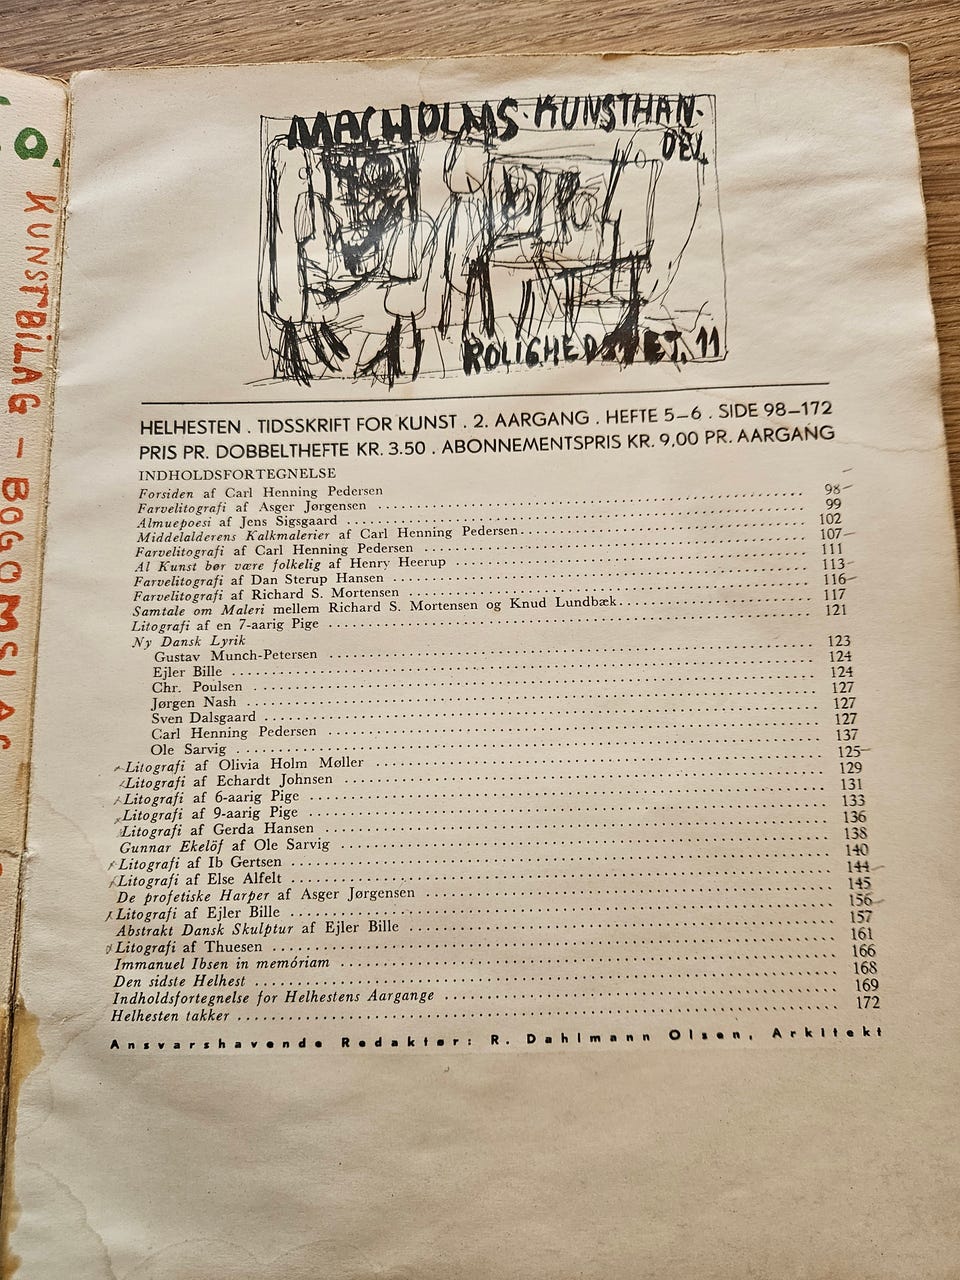 KUNSTBILAG – BOGOMSLAG
MACHOLMS · KUNSTHAN-
DEL
ROLIGHEDSVEJ. 11
HELHESTEN . TIDSSKRIFT FOR KUNST . 2. AARGANG . HEFTE 5–6 . SIDE 98–172
PRIS PR. DOBBELTHEFTE KR. 3.50 . ABONNEMENTSPRIS KR. 9,00 PR. AARGANG
INDHOLDSFORTEGNELSE
Forsiden af Carl Henning Pedersen
Farvelitografi af Asger Jørgensen 98
Almuepoesi af Jens Sigsgaard 99
Middelalderens Kalkmalerier af Carl Henning Pedersen 102
Farvelitografi af Carl Henning Pedersen 107
Al Kunst bør være folkelig af Henry Heerup 111
Farvelitografi af Dan Sterup Hansen 113
Farvelitografi af Richard S. Mortensen 116
Samtale om Maleri mellem Richard S. Mortensen og Knud Lundbæk 117
Litografi af en 7-aarig Pige 121
Ny Dansk Lyrik
Gustav Munch-Petersen 123
Ejler Bille 124
Chr. Poulsen 124
Jørgen Nash 127
Sven Dalsgaard 127
Carl Henning Pedersen 127
Ole Sarvig 137
Litografi af Olivia Holm Møller 125
Litografi af Echardt Johnsen 129
Litografi af 6-aarig Pige 131
Litografi af 9-aarig Pige 133
Litografi af Gerda Hansen 136
Gunnar Ekelöf af Ole Sarvig 138
Litografi af Ib Gertsen 140
Litografi af Else Alfelt 144
De profetiske Harper af Asger Jørgensen 145
Litografi af Ejler Bille 156
Abstrakt Dansk Skulptur af Ejler Bille 157
Litografi af Thuesen 161
Immanuel Ibsen in memóriam 166
Den sidste Helhest 168
Indholdsfortegnelse for Helhestens Aargange 169
Helhesten takker 172
Ansvarshavende Redaktør: R. Dahlmann Olsen, Arkitekt